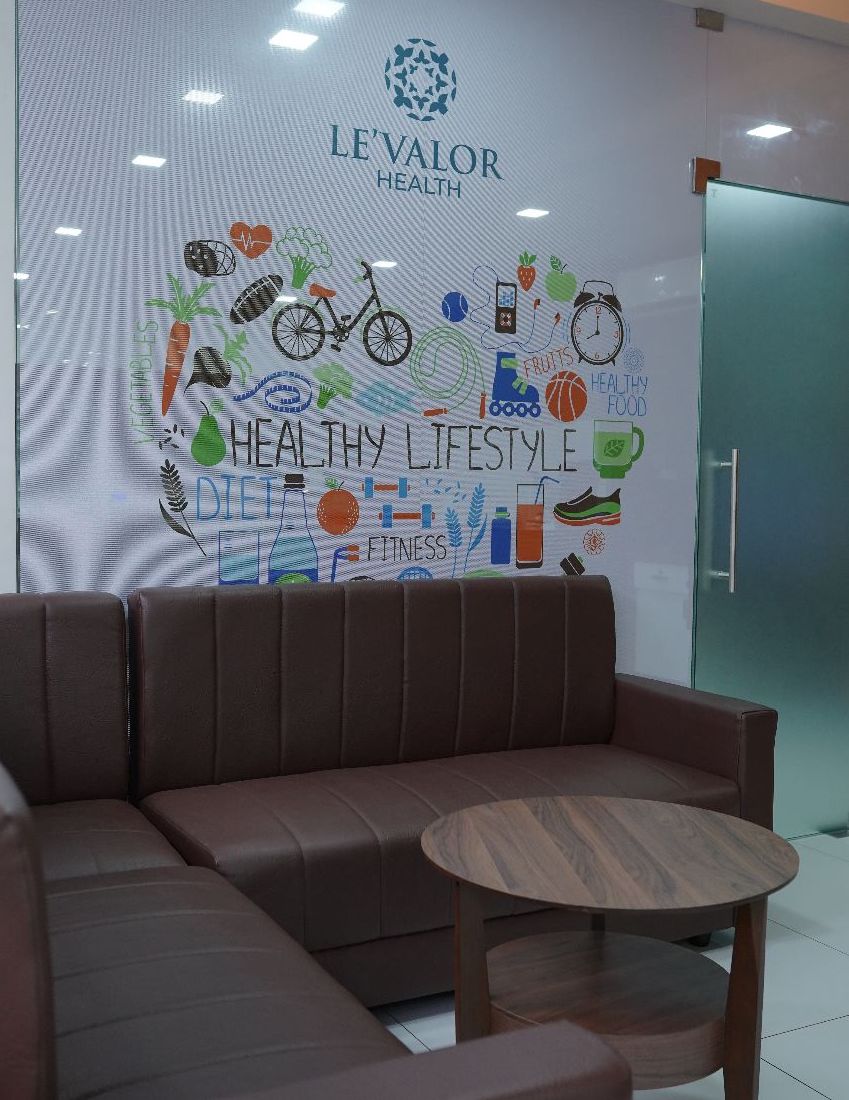 LE'VALOR
HEALTH
VEGETABLES
FRUITS
HEALTHY
FOOD
HEALTHY LIFESTYLE
DIET
FITNESS